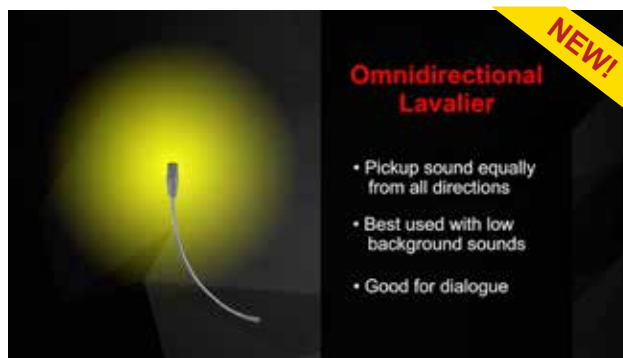 NEW!
Omnidirectional
Lavalier
• Pickup sound equally
from all directions
• Best used with low
background sounds
• Good for dialogue